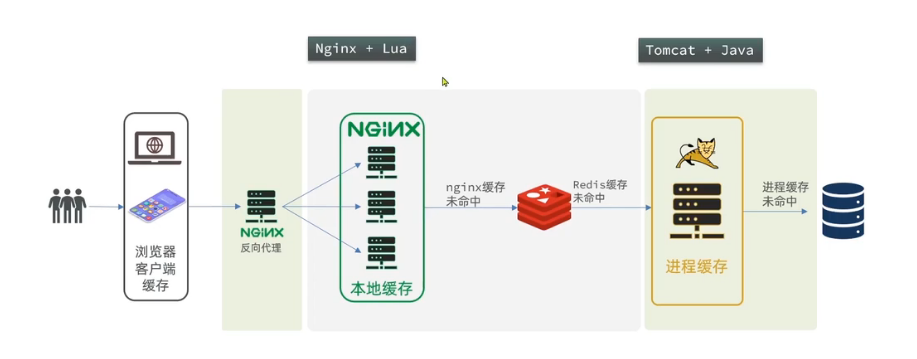 Nginx + Lua
Tomcat + Java
浏览器
客户端
缓存
NGINX
反向代理
NGINX
本地缓存
nginx缓存
未命中
Redis缓存
未命中
进程缓存
进程缓存
未命中